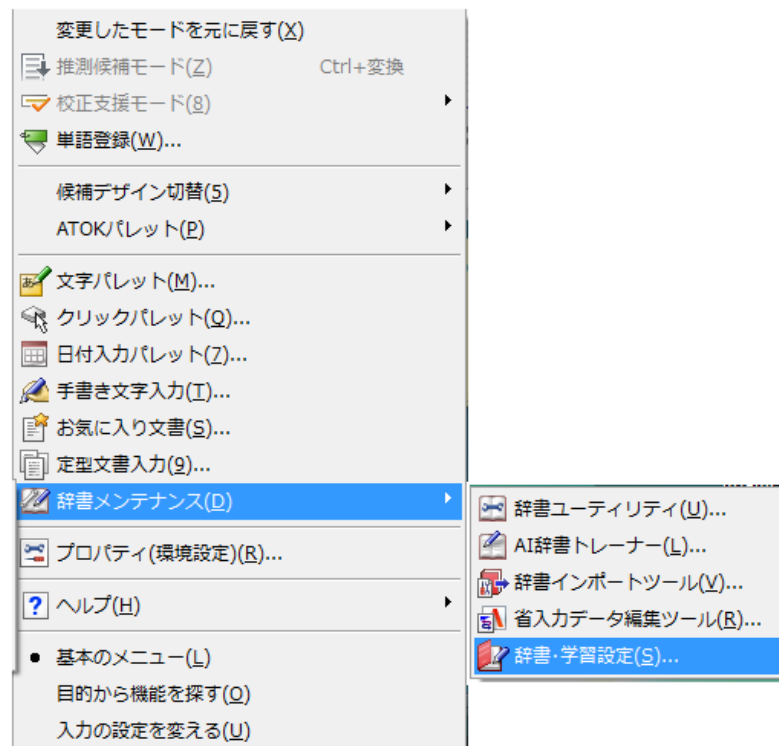 変更したモードを元に戻す(X)
推測候補モード(Z) Ctrl+変換
校正支援モード(8)
単語登録(W)...
候補デザイン切替(5)
ATOKパレット(P)
文字パレット(M)...
クリックパレット(Q)...
日付入力パレット(7)...
手書き文字入力(T)...
お気に入り文書(S)...
定型文書入力(9)...
辞書メンテナンス(D)
辞書ユーティリティ(U)...
AI辞書トレーナー(L)...
辞書インポートツール(V)...
省入力データ編集ツール(R)...
辞書･学習設定(S)...
プロパティ(環境設定)(R)...
ヘルプ(H)
基本のメニュー(L)
目的から機能を探す(O)
入力の設定を変える(U)